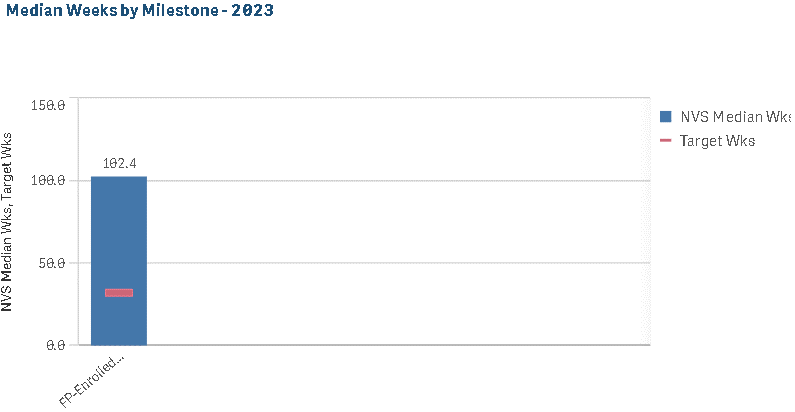 Median Weeks by Milestone - 2023
150.0
NVS Median Wks
Target Wks
102.4
100.0
NVS Median Wks, Target Wks
50.0
0.0
FP-Enrolled...